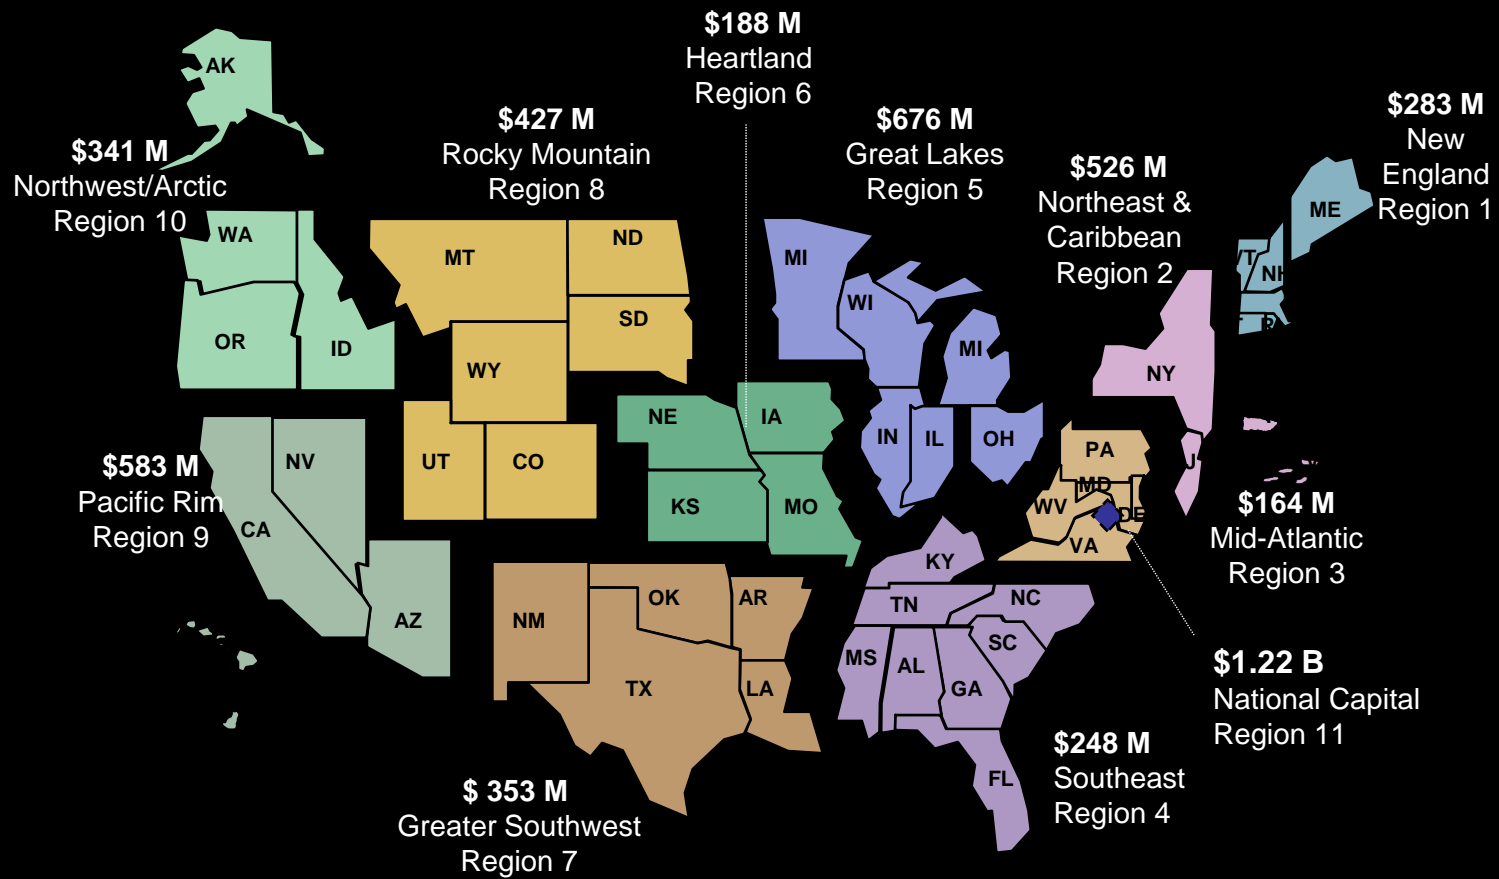 $188 M
Heartland
Region 6
AK
$341 M
Northwest/Arctic
Region 10
$427 M
Rocky Mountain
Region 8
$676 M
Great Lakes
Region 5
$526 M
Northeast &
Caribbean
Region 2
$283 M
New
England
Region 1
ME
WA
OR
ID
MT
ND
SD
WY
UT
CO
MI
WI
MI
IN
IL
OH
NE
IA
KS
MO
NY
NH
PA
MD
WV
DE
VA
$583 M
Pacific Rim
Region 9
NV
CA
AZ
$164 M
Mid-Atlantic
Region 3
NM
OK
AR
TX
LA
KY
TN
NC
SC
MS
AL
GA
FL
$1.22 B
National Capital
Region 11
$248 M
Southeast
Region 4
$ 353 M
Greater Southwest
Region 7